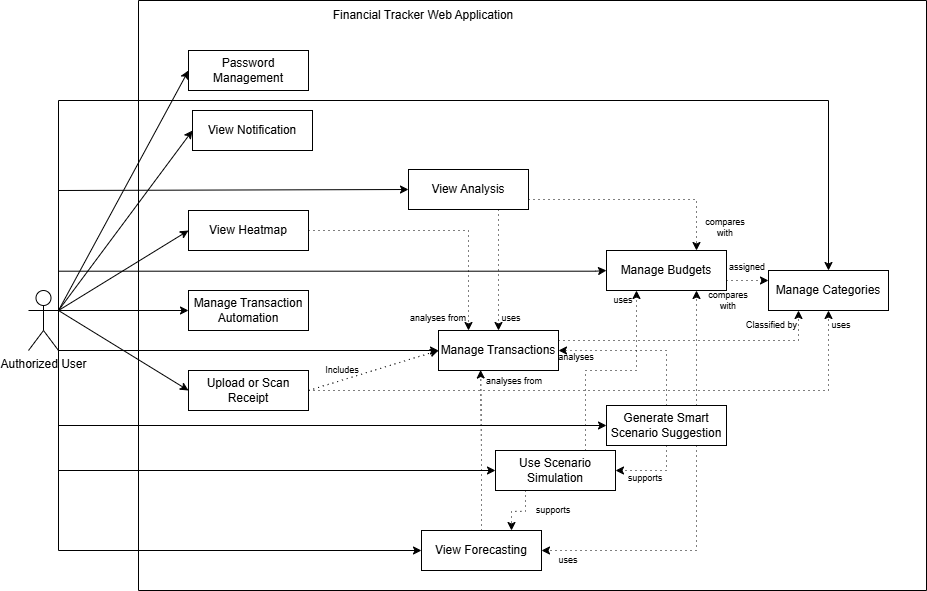 Financial Tracker Web Application
Password
Management
View Notification
View Analysis
compares
with
View Heatmap
Manage Budgets
assigned
Manage Categories
compares
with
uses
Manage Transaction
Automation
Authorized User
analyses from
uses
Classified by
uses
Manage Transactions
analyses
Includes
Upload or Scan
Receipt
analyses from
Generate Smart
Scenario Suggestion
Use Scenario
Simulation
supports
supports
View Forecasting
uses